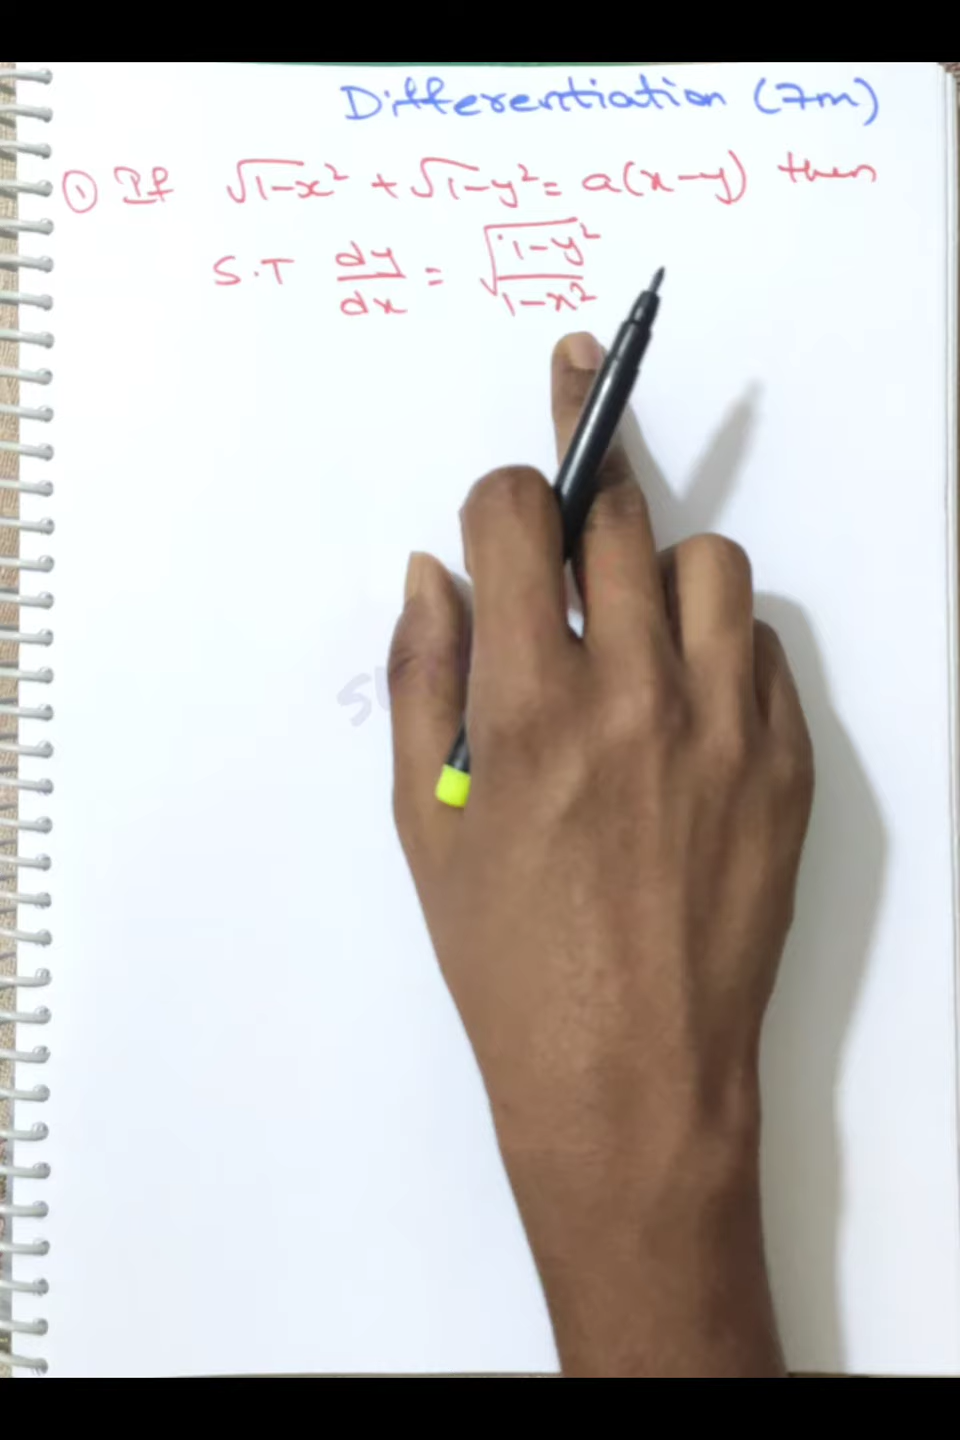 Differentiation (7m)
① If √1-x² + √1-y² = a(x-y) then
S.T dy/dx = √(1-y²/1-x²)